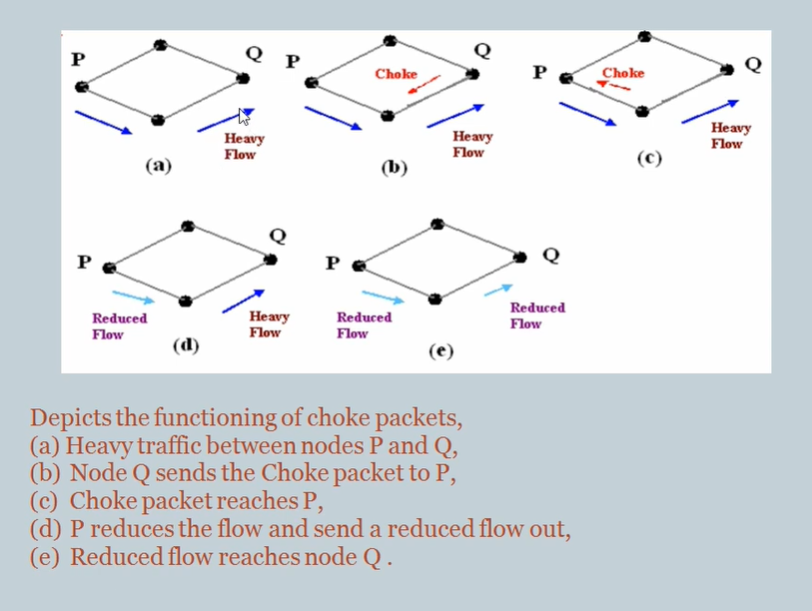 P Q P Choke Q P Choke Q
Heavy Flow Heavy Flow Heavy Flow
(a) (b) (c)
P Q P Q
Reduced Flow Heavy Flow Reduced Flow Reduced Flow
(d) (e)
Depicts the functioning of choke packets,
(a) Heavy traffic between nodes P and Q,
(b) Node Q sends the Choke packet to P,
(c) Choke packet reaches P,
(d) P reduces the flow and send a reduced flow out,
(e) Reduced flow reaches node Q .